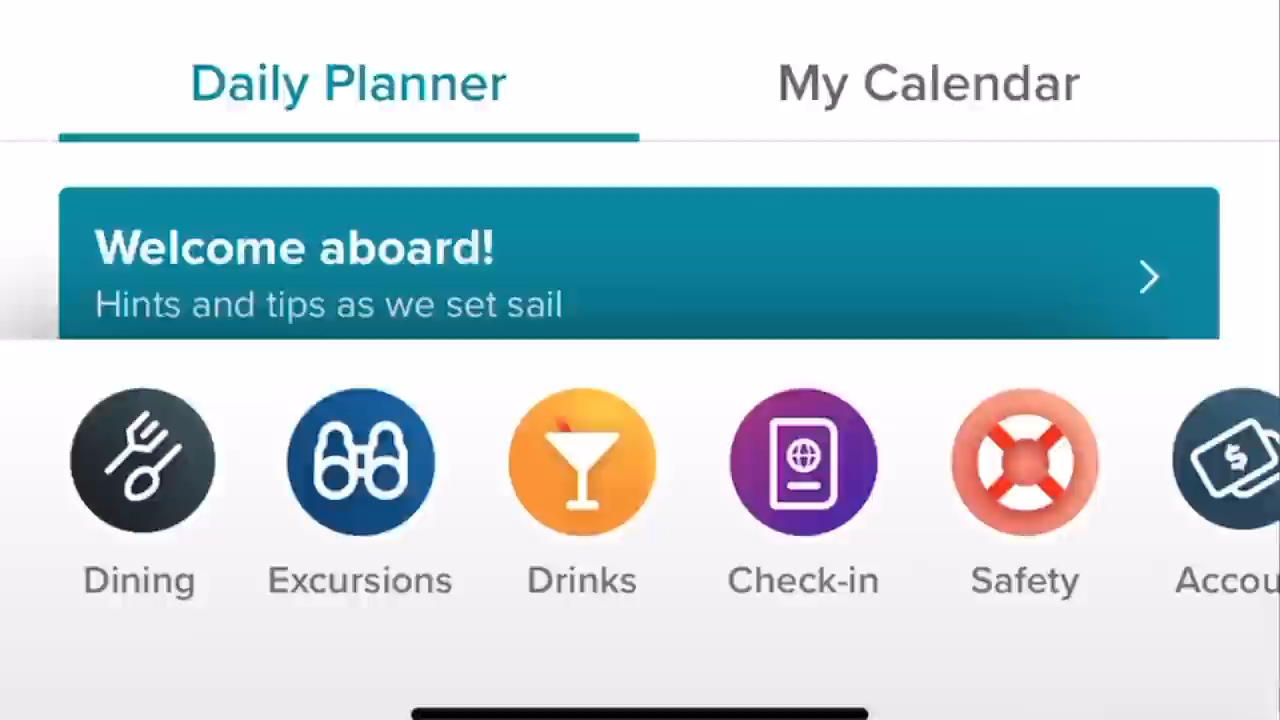 Daily Planner
My Calendar
Welcome aboard!
Hints and tips as we set sail
$
Dining
Excursions
Drinks
Check-in
Safety
Accou